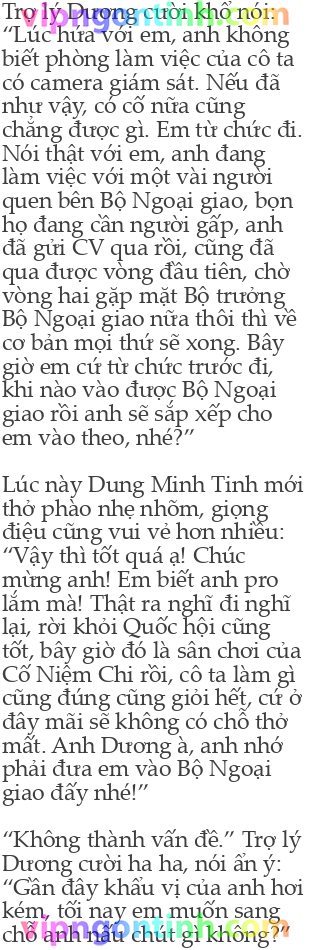 vipngontinh.com
Trợ lý Dương cười khổ nói:
“Lúc hứa với em, anh không
biết phòng làm việc của cô ta
có camera giám sát. Nếu đã
như vậy, có cố nữa cũng
chẳng được gì. Em từ chức đi.
Nói thật với em, anh đang
làm việc với một vài người
quen bên Bộ Ngoại giao, bọn
họ đang cần người gấp, anh
đã gửi CV qua rồi, cũng đã
qua được vòng đầu tiên, chờ
vòng hai gặp mặt Bộ trưởng
Bộ Ngoại giao nữa thôi thì về
cơ bản mọi thứ sẽ xong. Bây
giờ em cứ từ chức trước đi,
khi nào vào được Bộ Ngoại
giao rồi anh sẽ sắp xếp cho
em vào theo, nhé?”
Lúc này Dung Minh Tinh mới
thở phào nhẹ nhõm, giọng
điệu cũng vui vẻ hơn nhiều:
“Vậy thì tốt quá ạ! Chúc
mừng anh! Em biết anh pro
lắm mà! Thật ra nghĩ đi nghĩ
lại, rời khỏi Quốc hội cũng
tốt, bây giờ đó là sân chơi của
Cố Niệm Chi rồi, cô ta làm gì
cũng đúng cũng giỏi hết, cứ ở
đây mãi sẽ không có chỗ thở
mất. Anh Dương à, anh nhớ
phải đưa em vào Bộ Ngoại
giao đấy nhé!”
“Không thành vấn đề.” Trợ lý
Dương cười ha ha, nói ẩn ý:
“Gần đây khẩu vị của anh hơi
kém, tối nay em muốn sang
chỗ anh nấu chút gì không?”
vipngontinh.com